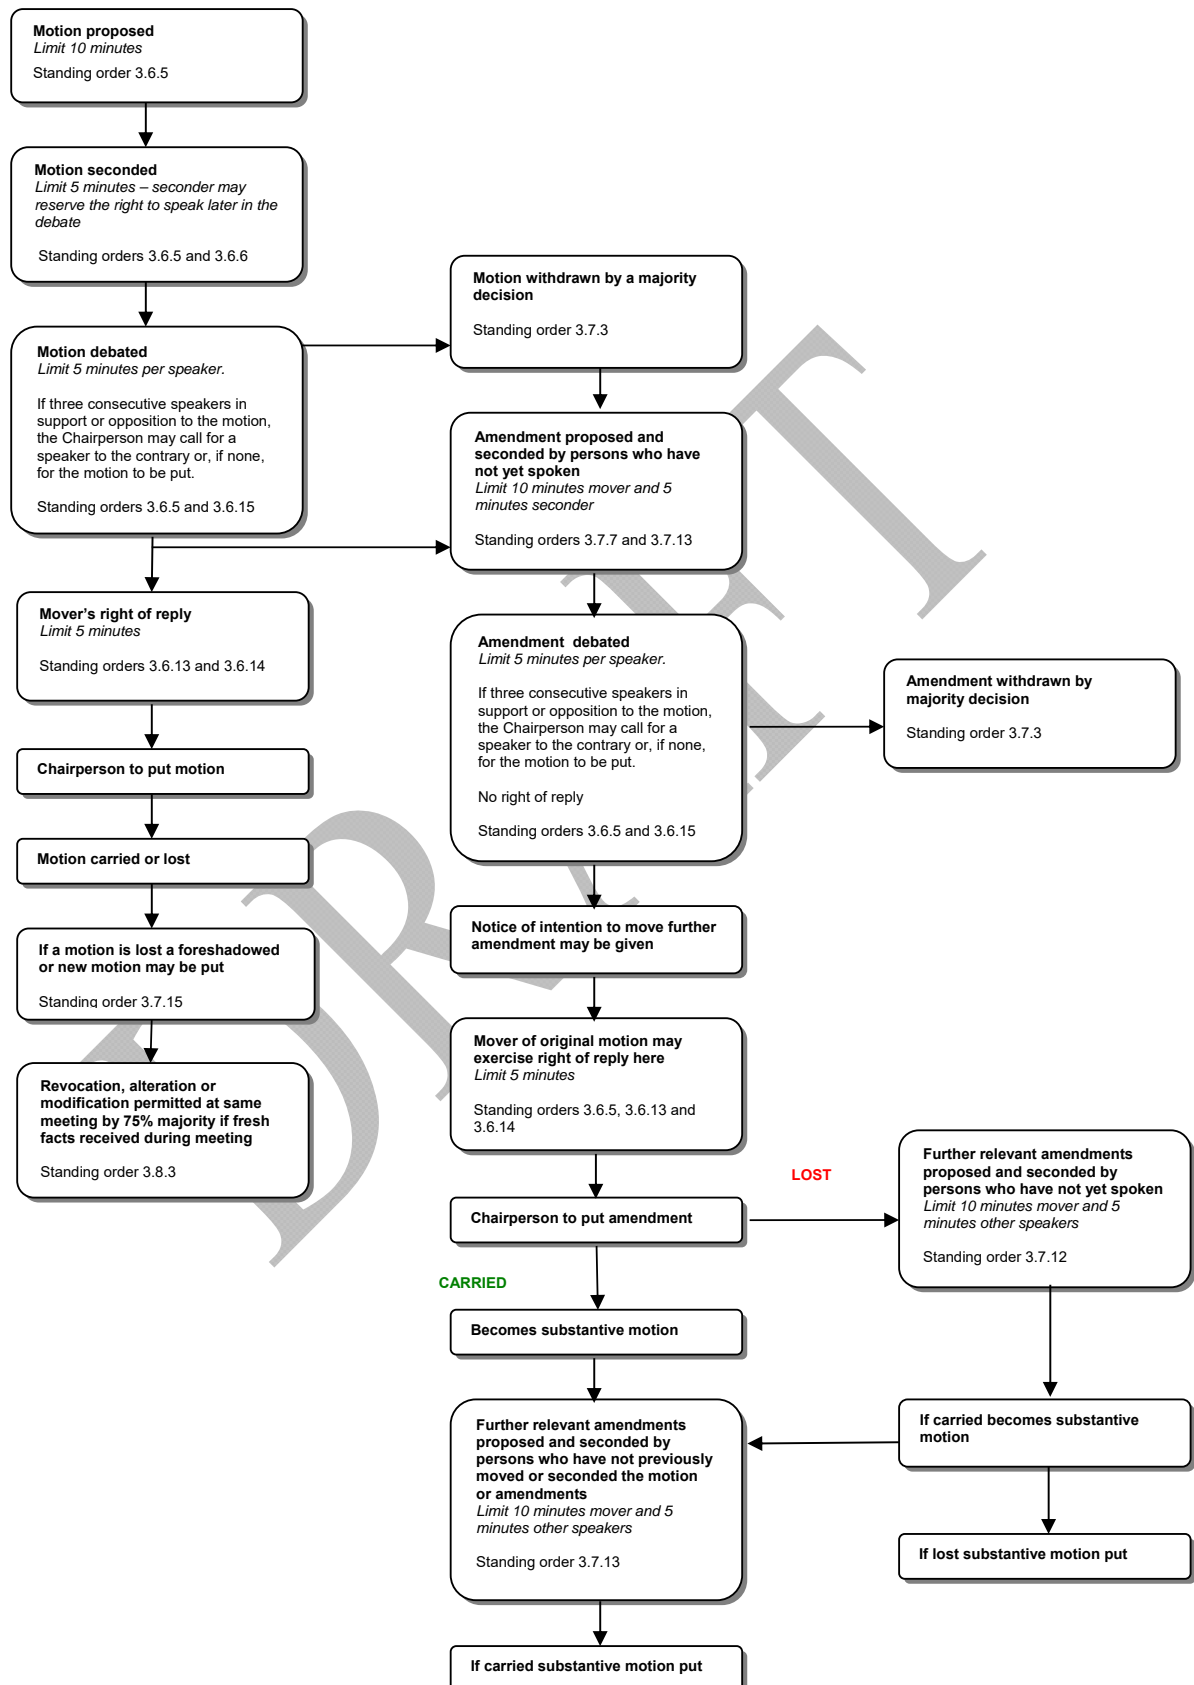 Motion proposed
Limit 10 minutes
Standing order 3.6.5
Motion seconded
Limit 5 minutes – seconder may
reserve the right to speak later in the
debate
Standing orders 3.6.5 and 3.6.6
Motion debated
Limit 5 minutes per speaker.
If three consecutive speakers in
support or opposition to the motion,
the Chairperson may call for a
speaker to the contrary or, if none,
for the motion to be put.
Standing orders 3.6.5 and 3.6.15
Mover’s right of reply
Limit 5 minutes
Standing orders 3.6.13 and 3.6.14
Chairperson to put motion
Motion carried or lost
If a motion is lost a foreshadowed
or new motion may be put
Standing order 3.7.15
Revocation, alteration or
modification permitted at same
meeting by 75% majority if fresh
facts received during meeting
Standing order 3.8.3
Motion withdrawn by a majority
decision
Standing order 3.7.3
Amendment proposed and
seconded by persons who have
not yet spoken
Limit 10 minutes mover and 5
minutes seconder
Standing orders 3.7.7 and 3.7.13
Amendment debated
Limit 5 minutes per speaker.
If three consecutive speakers in
support or opposition to the motion,
the Chairperson may call for a
speaker to the contrary or, if none,
for the motion to be put.
No right of reply
Standing orders 3.6.5 and 3.6.15
Amendment withdrawn by
majority decision
Standing order 3.7.3
Notice of intention to move further
amendment may be given
Mover of original motion may
exercise right of reply here
Limit 5 minutes
Standing orders 3.6.5, 3.6.13 and
3.6.14
Chairperson to put amendment
LOST
Further relevant amendments
proposed and seconded by
persons who have not yet spoken
Limit 10 minutes mover and 5
minutes other speakers
Standing order 3.7.12
CARRIED
Becomes substantive motion
Further relevant amendments
proposed and seconded by
persons who have not previously
moved or seconded the motion
or amendments
Limit 10 minutes mover and 5
minutes other speakers
Standing order 3.7.13
If carried becomes substantive
motion
If lost substantive motion put
If carried substantive motion put
DRAFT